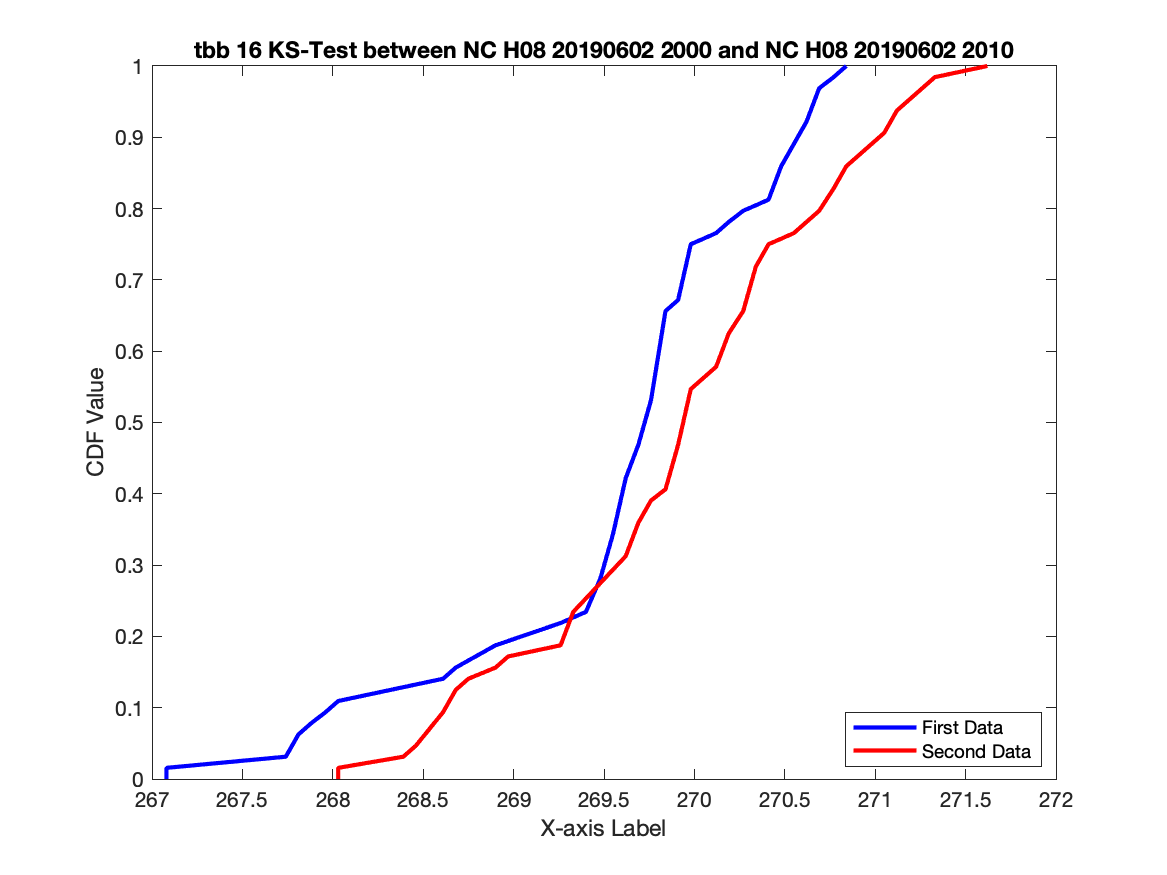 tbb 16 KS-Test between NC H08 20190602 2000 and NC H08 20190602 2010
1
0.9
0.8
0.7
0.6
0.5
0.4
0.3
0.2
0.1
0
CDF Value
First Data
Second Data
267 267.5 268 268.5 269 269.5 270 270.5 271 271.5 272
X-axis Label